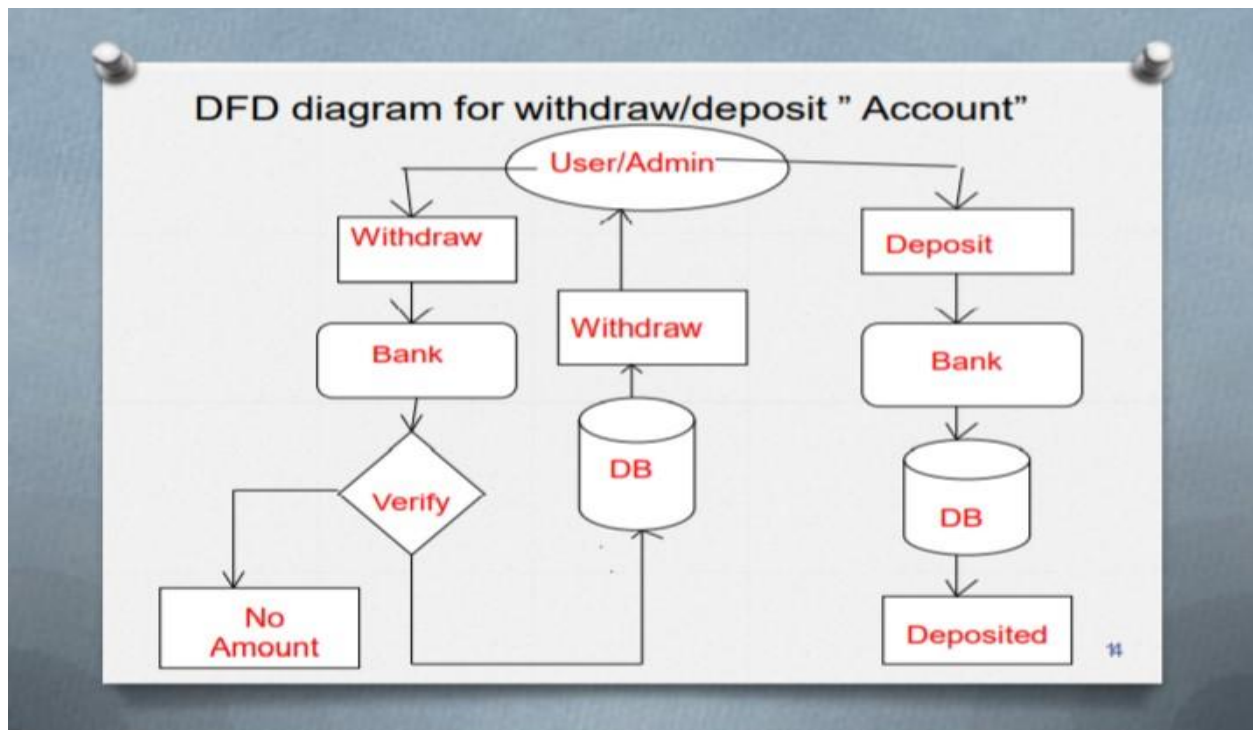 DFD diagram for withdraw/deposit ” Account”
User/Admin
Withdraw
Bank
Verify
No
Amount
Withdraw
DB
Deposit
Bank
DB
Deposited